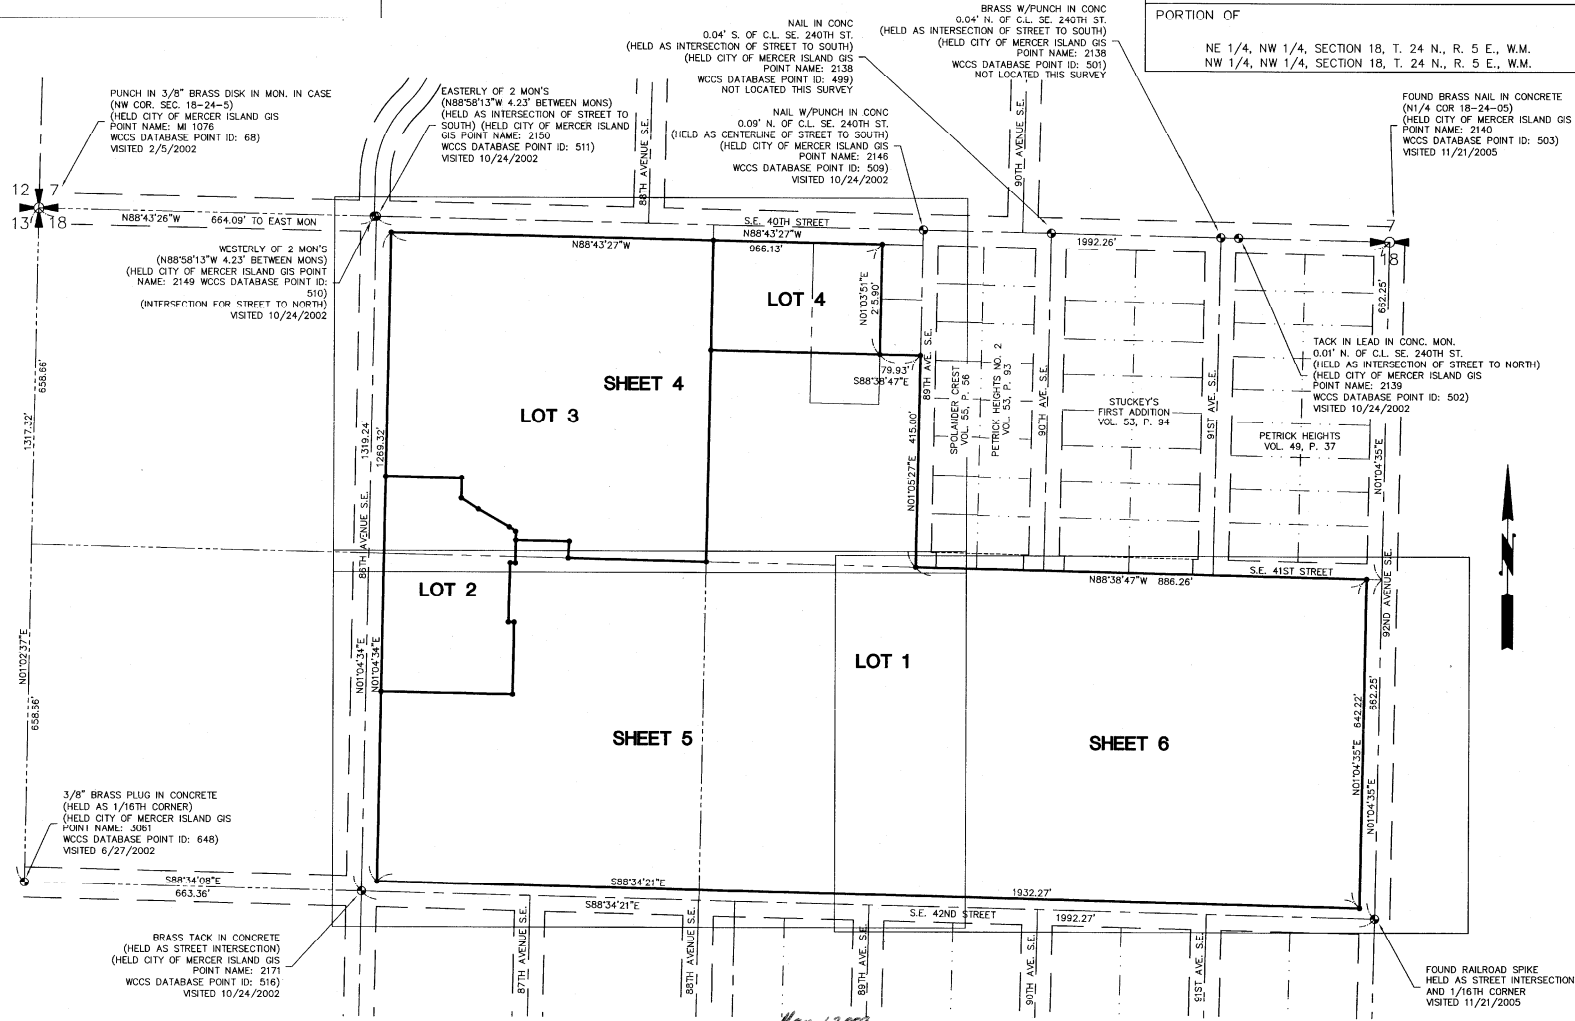 PORTION OF
NE 1/4, NW 1/4, SECTION 18, T. 24 N., R. 5 E., W.M.
NW 1/4, NW 1/4, SECTION 18, T. 24 N., R. 5 E., W.M.
PUNCH IN 3/8" BRASS DISK IN MON. IN CASE
(NW COR. SEC. 18-24-5)
(HELD CITY OF MERCER ISLAND GIS
POINT NAME: MI 1076
WCCS DATABASE POINT ID: 68)
VISITED 2/5/2002
EASTERLY OF 2 MON'S
(N88°58'13"W 4.23' BETWEEN MONS)
(HELD AS INTERSECTION OF STREET TO
SOUTH) (HELD CITY OF MERCER ISLAND
GIS POINT NAME: 2150
WCCS DATABASE POINT ID: 511)
VISITED 10/24/2002
NAIL IN CONC
0.04' S. OF C.L. SE. 240TH ST.
(HELD AS INTERSECTION OF STREET TO SOUTH)
(HELD CITY OF MERCER ISLAND GIS
POINT NAME: 2138
WCCS DATABASE POINT ID: 499)
NOT LOCATED THIS SURVEY
BRASS W/PUNCH IN CONC
0.04' N. OF C.L. SE. 240TH ST.
(HELD AS INTERSECTION OF STREET TO SOUTH)
(HELD CITY OF MERCER ISLAND GIS
POINT NAME: 2138
WCCS DATABASE POINT ID: 501)
NOT LOCATED THIS SURVEY
NAIL W/PUNCH IN CONC
0.09' N. OF C.L. SE. 240TH ST.
(HELD AS CENTERLINE OF STREET TO SOUTH)
(HELD CITY OF MERCER ISLAND GIS
POINT NAME: 2146
WCCS DATABASE POINT ID: 509)
VISITED 10/24/2002
FOUND BRASS NAIL IN CONCRETE
(N1/4 COR 18-24-05)
(HELD CITY OF MERCER ISLAND GIS
POINT NAME: 2140
WCCS DATABASE POINT ID: 503)
VISITED 11/21/2005
88TH AVENUE S.E.
90TH AVENUE S.E.
12 7
13 18
N88°43'26"W 664.09' TO EAST MON
S.E. 40TH STREET
N88°43'27"W
N88°43'27"W
966.13'
1992.26'
7
WESTERLY OF 2 MON'S
(N88°58'13"W 4.23' BETWEEN MONS)
(HELD CITY OF MERCER ISLAND GIS POINT
NAME: 2149 WCCS DATABASE POINT ID:
510)
(INTERSECTION FOR STREET TO NORTH)
VISITED 10/24/2002
LOT 4
N01°03'51"E
662.25'
TACK IN LEAD IN CONC. MON.
0.01' N. OF C.L. SE. 240TH ST.
(HELD AS INTERSECTION OF STREET TO NORTH)
(HELD CITY OF MERCER ISLAND GIS
POINT NAME: 2139
WCCS DATABASE POINT ID: 502)
VISITED 10/24/2002
658.66'
1317.32'
SHEET 4
LOT 3
79.93'
S88°38'47"E
89TH AVE. S.E.
SPOLANDER CREST
VOL. 55, P. 56
PETRICK HEIGHTS NO. 2
VOL. 53, P. 93
90TH AVE. S.E.
STUCKEY'S
FIRST ADDITION
VOL. 53, P. 94
91ST AVE. S.E.
PETRICK HEIGHTS
VOL. 49, P. 37
N01°04'35"E
1319.24
1269.32'
86TH AVENUE S.E.
N01°05'27"E 415.00'
S.E. 41ST STREET
N88°38'47"W 886.26'
92ND AVENUE S.E.
N
LOT 2
LOT 1
N01°02'37"E
658.66'
N01°04'34"E
N01°04'34"E
SHEET 5
SHEET 6
N01°04'35"E 642.22'
662.25'
N01°04'35"E
3/8" BRASS PLUG IN CONCRETE
(HELD AS 1/16TH CORNER)
(HELD CITY OF MERCER ISLAND GIS
POINT NAME: 3061
WCCS DATABASE POINT ID: 648)
VISITED 6/27/2002
S88°34'08"E
663.36'
S88°34'21"E
1932.27'
S88°34'21"E
S.E. 42ND STREET
1992.27'
87TH AVENUE S.E.
88TH AVENUE S.E.
89TH AVE. S.E.
90TH AVE. S.E.
91ST AVE. S.E.
BRASS TACK IN CONCRETE
(HELD AS STREET INTERSECTION)
(HELD CITY OF MERCER ISLAND GIS
POINT NAME: 2171
WCCS DATABASE POINT ID: 516)
VISITED 10/24/2002
FOUND RAILROAD SPIKE
HELD AS STREET INTERSECTION
AND 1/16TH CORNER
VISITED 11/21/2005